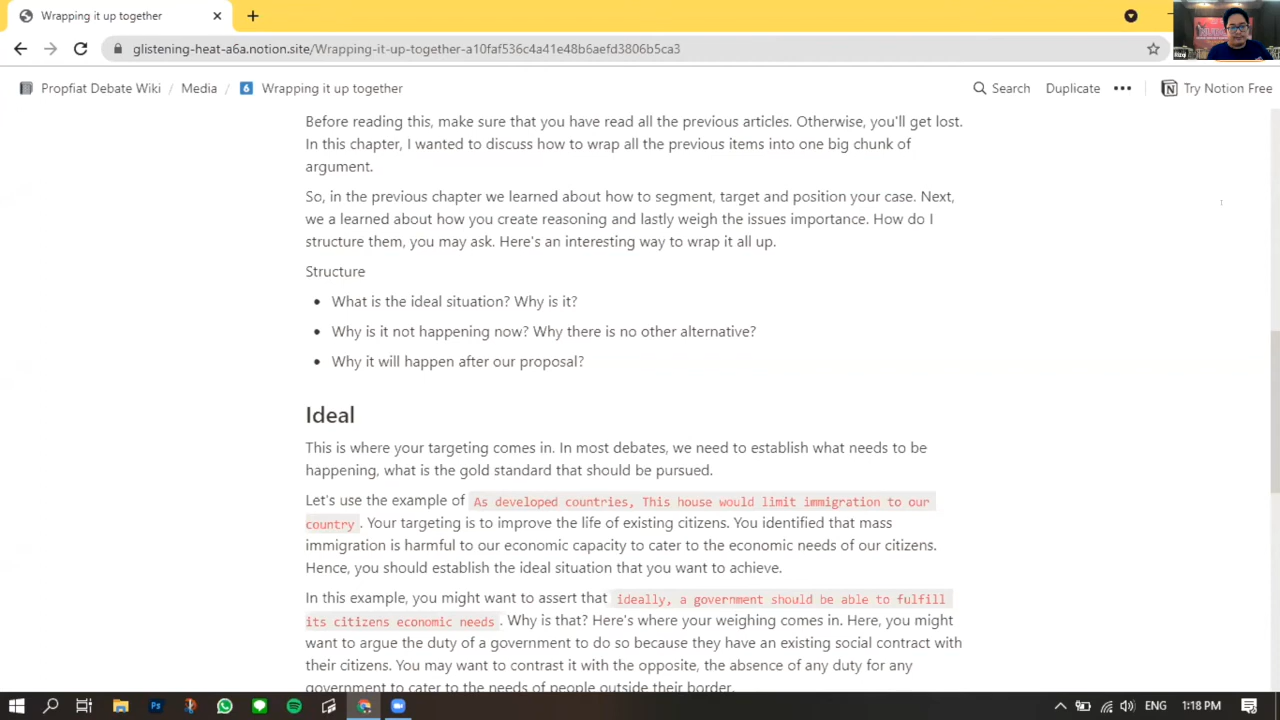 Wrapping it up together
glistening-heat-a6a.notion.site/Wrapping-it-up-together-a10faf536c4a41e48b6aefd3806b5ca3
Propfiat Debate Wiki / Media / 6 Wrapping it up together
Search Duplicate ••• Try Notion Free
Before reading this, make sure that you have read all the previous articles. Otherwise, you'll get lost.
In this chapter, I wanted to discuss how to wrap all the previous items into one big chunk of
argument.
So, in the previous chapter we learned about how to segment, target and position your case. Next,
we a learned about how you create reasoning and lastly weigh the issues importance. How do I
structure them, you may ask. Here's an interesting way to wrap it all up.
Structure
• What is the ideal situation? Why is it?
• Why is it not happening now? Why there is no other alternative?
• Why it will happen after our proposal?
Ideal
This is where your targeting comes in. In most debates, we need to establish what needs to be
happening, what is the gold standard that should be pursued.
Let's use the example of As developed countries, This house would limit immigration to our
country. Your targeting is to improve the life of existing citizens. You identified that mass
immigration is harmful to our economic capacity to cater to the economic needs of our citizens.
Hence, you should establish the ideal situation that you want to achieve.
In this example, you might want to assert that ideally, a government should be able to fulfill
its citizens economic needs. Why is that? Here's where your weighing comes in. Here, you might
want to argue the duty of a government to do so because they have an existing social contract with
their citizens. You may want to contrast it with the opposite, the absence of any duty for any
government to cater to the needs of people outside their border.
ENG 1:18 PM